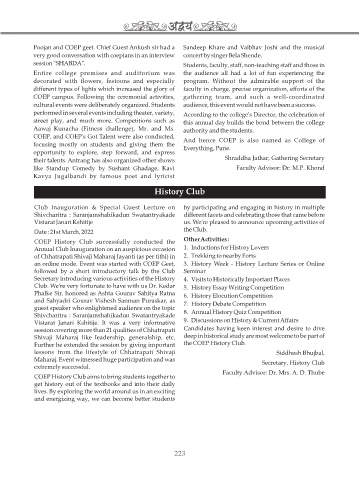 अद्वय
Poojan and COEP geet. Chief Guest Ankush sir had a
very good conversation with coepians in an interview
session "SHARDA".
Entire college premises and auditorium was
decorated with flowers, festoons and especially
different types of lights which increased the glory of
COEP campus. Following the ceremonial activities,
cultural events were deliberately organized. Students
performed in several events including theater, variety,
street play, and much more. Competitions such as
Aawaj Kunacha (Fitness challenge), Mr. and Ms.
COEP, and COEP's Got Talent were also conducted,
focusing mostly on students and giving them the
opportunity to explore, step forward, and express
their talents. Antrang has also organized other shows
like Standup Comedy by Sushant Ghadage, Kavi
Kavya Jugalbandi by famous poet and lyricist
Sandeep Khare and Vaibhav Joshi and the musical
concert by singer Bela Shende.
Students, faculty, staff, non-teaching staff and those in
the audience all had a lot of fun experiencing the
program. Without the admirable support of the
faculty in charge, precise organization, efforts of the
gathering team, and such a well-coordinated
audience, this event would not have been a success.
According to the college's Director, the celebration of
this annual day builds the bond between the college
authority and the students.
And hence COEP is also named as College of
Everything, Pune.
Shraddha Jathar, Gathering Secretary
Faculty Advisor: Dr. M.P. Khond
History Club
Club Inauguration & Special Guest Lecture on
Shivcharitra : Saranjamshahikadun Swatantryakade
Vistarat Janari Kshitije
Date : 21st March, 2022.
COEP History Club successfully conducted the
Annual Club Inauguration on an auspicious occasion
of Chhatrapati Shivaji Maharaj Jayanti (as per tithi) in
an online mode. Event was started with COEP Geet,
followed by a short introductory talk by the Club
Secretary introducing various activities of the History
Club. We're very fortunate to have with us Dr. Kedar
Phalke Sir, honored as Ashta Gourav Sahitya Ratna
and Sahyadri Gourav Vishesh Sanman Puraskar, as
guest speaker who enlightened audience on the topic
Shivcharitra : Saranjamshahikadun Swatantryakade
Vistarat Janari Kshitije. It was a very informative
session covering more than 21 qualities of Chhatrapati
Shivaji Maharaj like leadership, generalship, etc.
Further he extended the session by giving important
lessons from the lifestyle of Chhatrapati Shivaji
Maharaj. Event witnessed huge participation and was
extremely successful.
COEP History Club aims to bring students together to
get history out of the textbooks and into their daily
lives. By exploring the world around us in an exciting
and energizing way, we can become better students
by participating and engaging in history in multiple
different facets and celebrating those that came before
us. We're pleased to announce upcoming activities of
the Club.
Other Activities :
1. Inductions for History Lovers
2. Trekking to nearby Forts
3. History Week - History Lecture Series or Online
Seminar
4. Visits to Historically Important Places
5. History Essay Writing Competition
6. History Elocution Competition
7. History Debate Competition
8. Annual History Quiz Competition
9. Discussions on History & Current Affairs
Candidates having keen interest and desire to dive
deep in historical study are most welcome to be part of
the COEP History Club.
Siddhesh Bhujbal,
Secretary, History Club
Faculty Advisor: Dr. Mrs. A. D. Thube
223